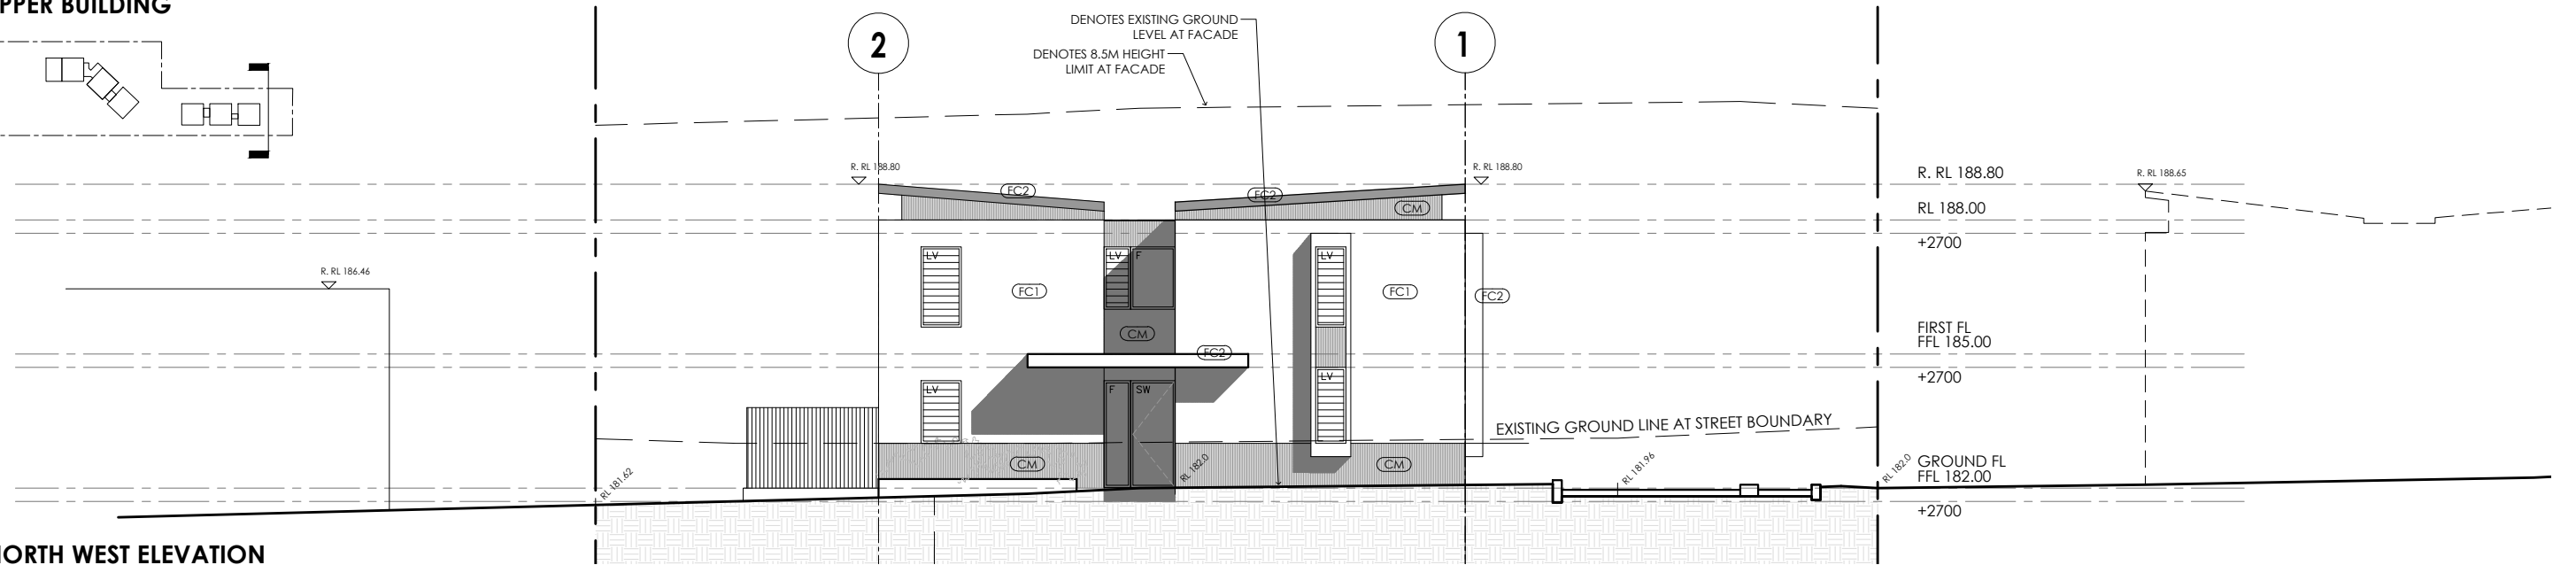 PPER BUILDING
2
1
DENOTES EXISTING GROUND
LEVEL AT FACADE
DENOTES 8.5M HEIGHT
LIMIT AT FACADE
R. RL 188.80
R. RL 188.80
R. RL 188.80
R. RL 188.65
FC2
FC2
CM
RL 188.00
+2700
LV
LV
F
LV
R. RL 186.46
FC1
FC1
FC2
CM
FIRST FL
FFL 185.00
FC2
+2700
LV
F
SW
LV
EXISTING GROUND LINE AT STREET BOUNDARY
CM
CM
RL 181.62
RL 182.0
RL 181.96
RL 182.0
GROUND FL
FFL 182.00
+2700
NORTH WEST ELEVATION